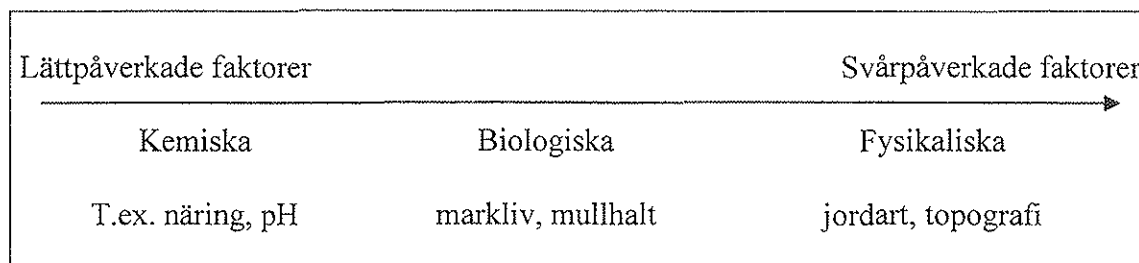 Lättpåverkade faktorer Svårpåverkade faktorer
Kemiska Biologiska Fysikaliska
T.ex. näring, pH markliv, mullhalt jordart, topografi